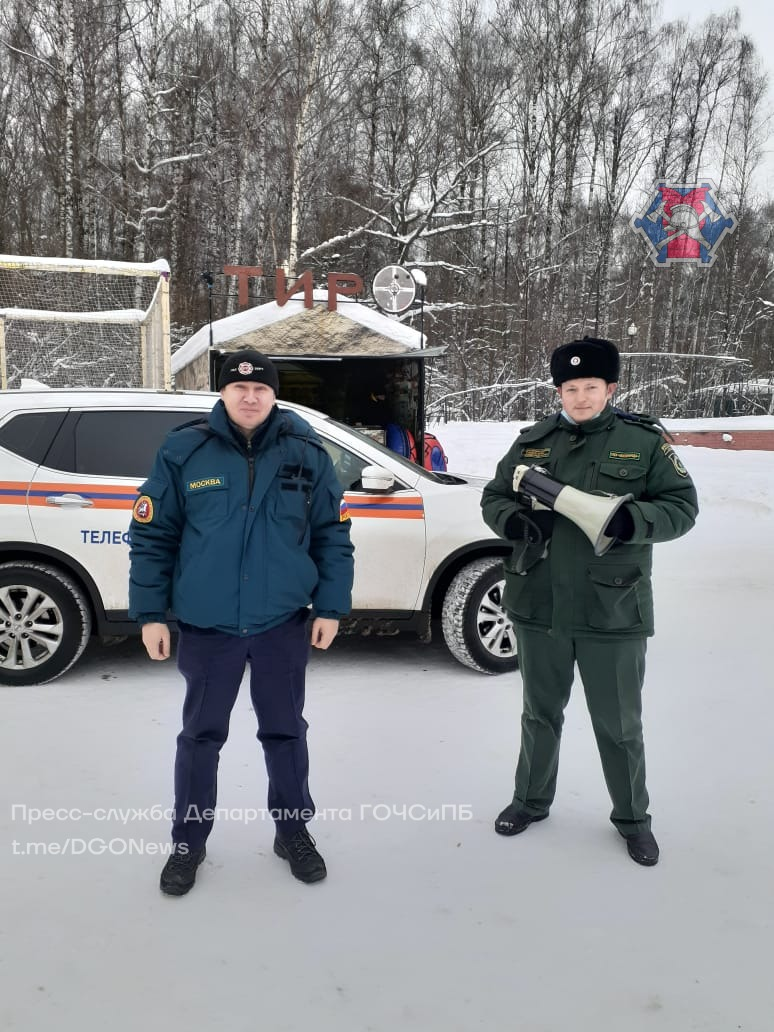 ТИР
МОСКВА
ТЕЛЕФ
Пресс-служба Департамента ГОЧСиПБ
t.me/DGONews